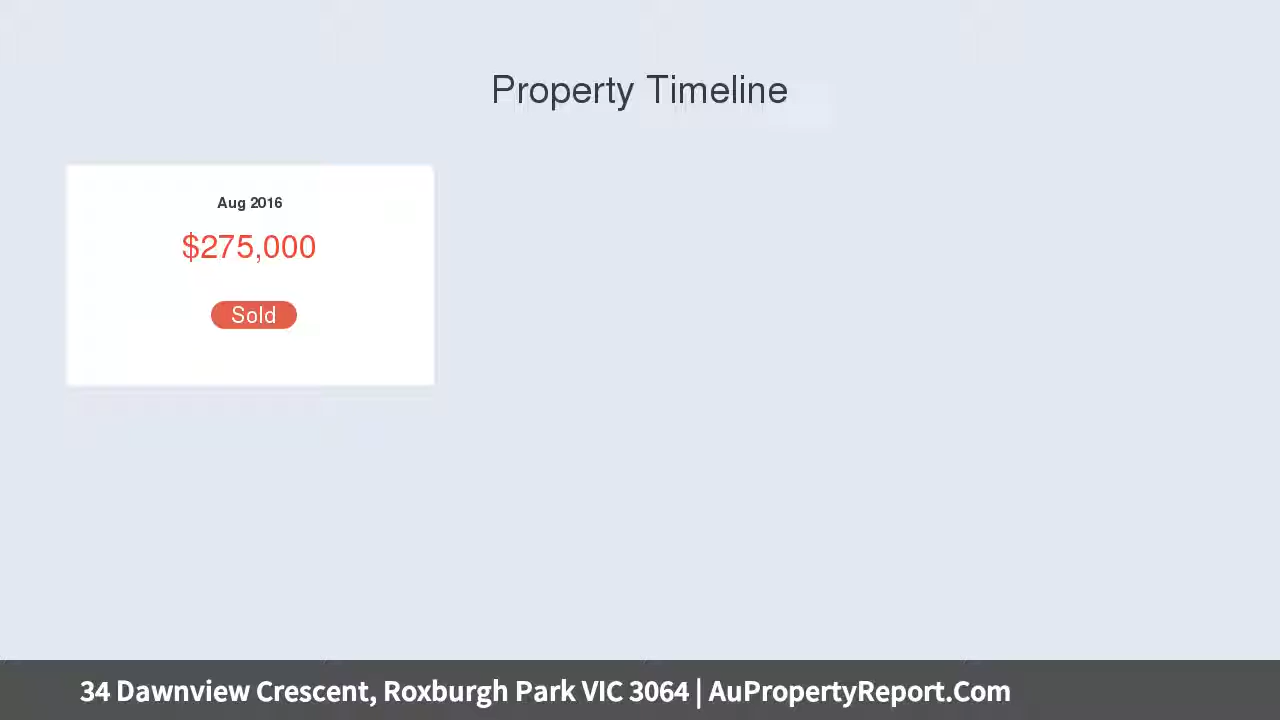 Property Timeline
Aug 2016
$275,000
Sold
34 Dawnview Crescent, Roxburgh Park VIC 3064 | AuPropertyReport.Com